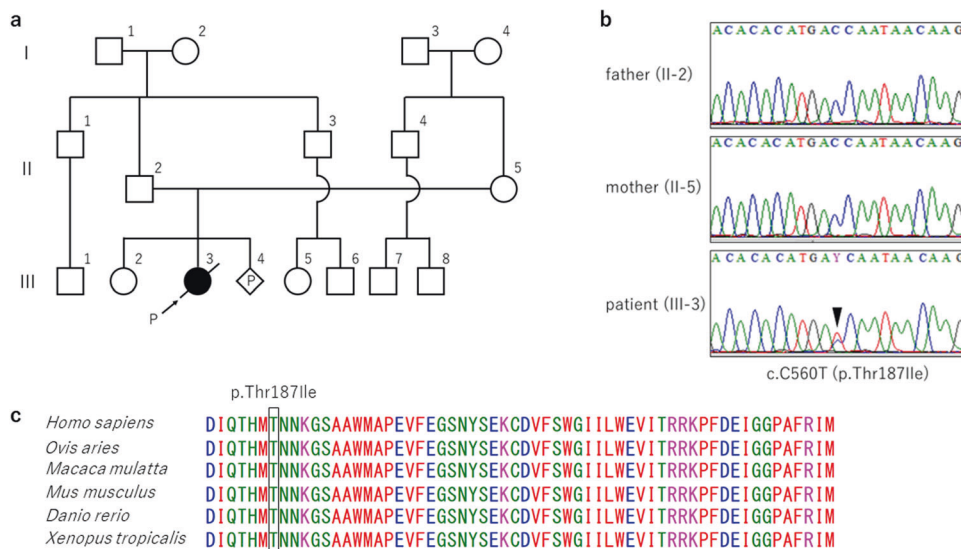 a
I
1
2
3
4
II
1
2
3
4
5
III
1
2
3
P
4
5
6
7
8
P
b
ACACACATGACCAATAACAAG
father (II-2)
ACACACATGACCAATAACAAG
mother (II-5)
ACACACATGAYCAATAACAAG
patient (III-3)
c.C560T (p.Thr187Ile)
p.Thr187Ile
c
Homo sapiens DIQTHMTNNKGSAAWMAPEVFEGSNYSEKCDVFSWGIILWEVITRRKPFDEIGGPAFRIM
Ovis aries DIQTHMTNNKGSAAWMAPEVFEGSNYSEKCDVFSWGIILWEVITRRKPFDEIGGPAFRIM
Macaca mulatta DIQTHMTNNKGSAAWMAPEVFEGSNYSEKCDVFSWGIILWEVITRRKPFDEIGGPAFRIM
Mus musculus DIQTHMTNNKGSAAWMAPEVFEGSNYSEKCDVFSWGIILWEVITRRKPFDEIGGPAFRIM
Danio rerio DIQTHMTNNKGSAAWMAPEVFEGSNYSEKCDVFSWGIILWEVITRRKPFDEIGGPAFRIM
Xenopus tropicalis DIQTHMTNNKGSAAWMAPEVFEGSNYSEKCDVFSWGIILWEVITRRKPFDEIGGPAFRIM